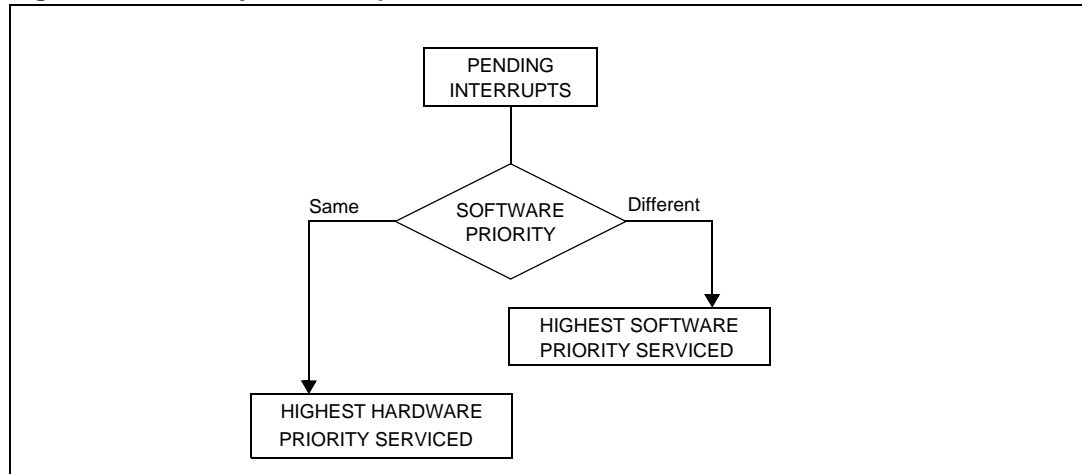 PENDING
INTERRUPTS
Same
SOFTWARE
PRIORITY
Different
HIGHEST SOFTWARE
PRIORITY SERVICED
HIGHEST HARDWARE
PRIORITY SERVICED